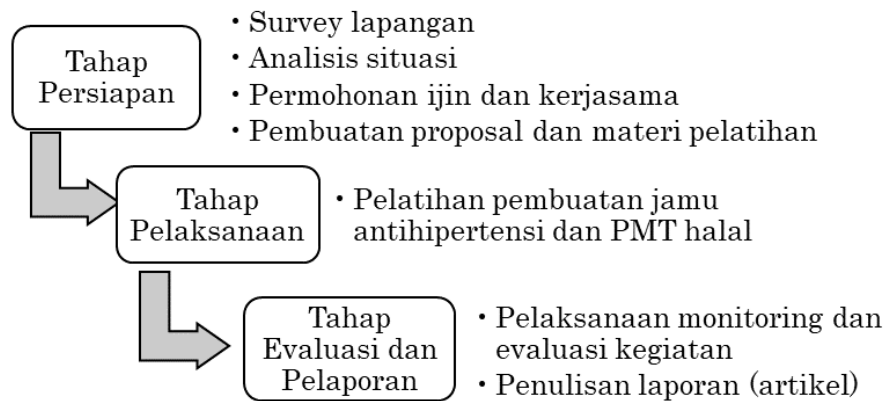 Tahap
Persiapan
• Survey lapangan
• Analisis situasi
• Permohonan ijin dan kerjasama
• Pembuatan proposal dan materi pelatihan
Tahap
Pelaksanaan
• Pelatihan pembuatan jamu
antihipertensi dan PMT halal
Tahap
Evaluasi dan
Pelaporan
• Pelaksanaan monitoring dan
evaluasi kegiatan
• Penulisan laporan (artikel)